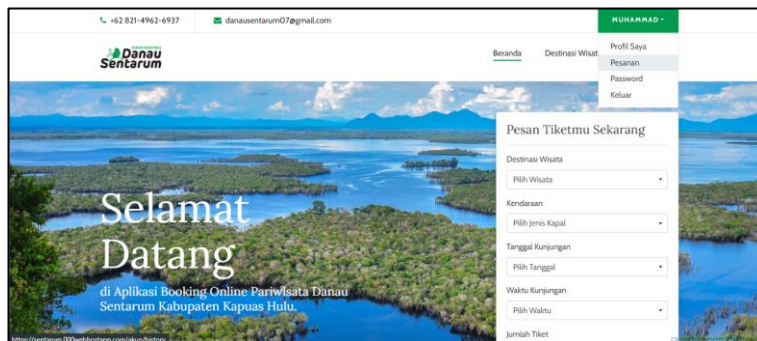 +62 821-4962-6937
danausentarum07@gmail.com
MUHAMMAD
Danau
Sentarum
Beranda
Destinasi Wisat
Profil Saya
Pesanan
Password
Keluar
Selamat
Datang
di Aplikasi Booking Online Pariwisata Danau
Sentarum Kabupaten Kapuas Hulu.
Pesan Tiketmu Sekarang
Destinasi Wisata
Pilih Wisata
Kendaraan
Pilih Jenis Kapal
Tanggal Kunjungan
Pilih Tanggal
Waktu Kunjungan
Pilih Waktu
Jumlah Tiket
https://sentarum.000webhostapp.com/akun/history